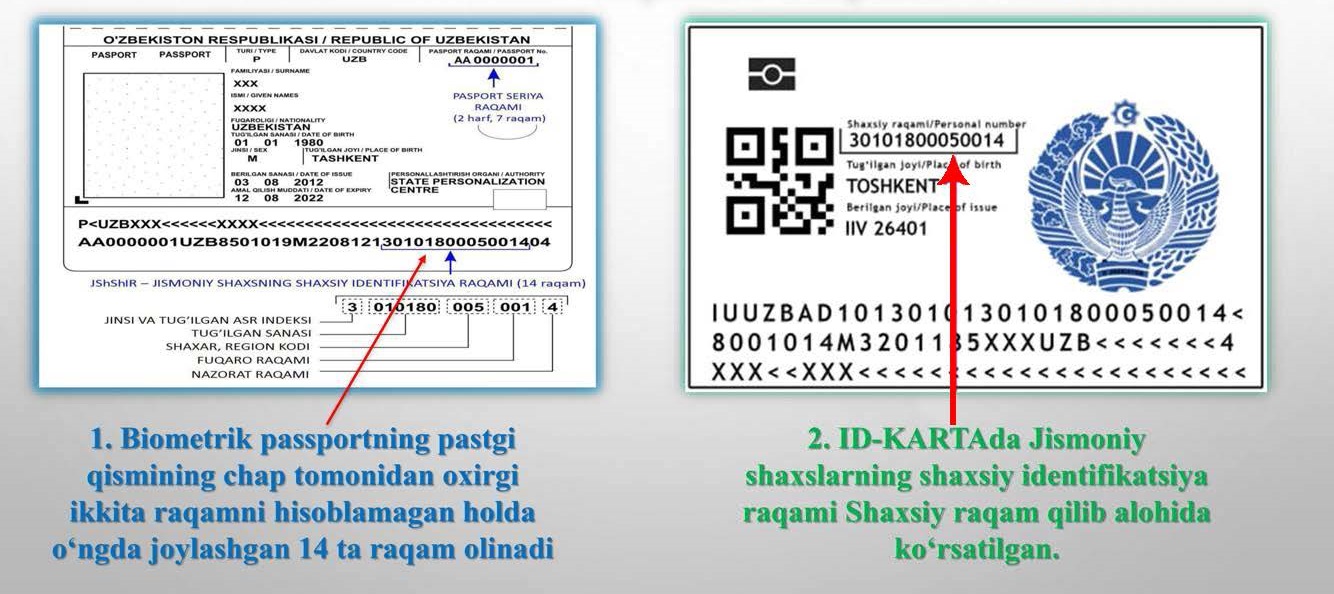 O'ZBEKISTON RESPUBLIKASI / REPUBLIC OF UZBEKISTAN
PASPORT PASSPORT
TURI / TYPE
P
DAVLAT KODI / COUNTRY CODE
UZB
PASPORT RAQAMI / PASSPORT No.
AA 0000001
FAMILIYASI / SURNAME
XXX
ISMI / GIVEN NAMES
XXXX
FUQAROLIGI / NATIONALITY
UZBEKISTAN
TUG'ILGAN SANASI / DATE OF BIRTH
01 01 1980
JINSI / SEX
M
TUG'ILGAN JOYI / PLACE OF BIRTH
TASHKENT
BERILGAN SANASI / DATE OF ISSUE
03 08 2012
AMAL QILISH MUDDATI / DATE OF EXPIRY
12 08 2022
PERSONALLASHTIRISH ORGANI / AUTHORITY
STATE PERSONALIZATION
CENTRE
PASPORT SERIYA
RAQAMI
(2 harf, 7 raqam)
P<UZBXXX<<<<<<XXXX<<<<<<<<<<<<<<<<<<<<<<<<<<<<<<<
AA0000001UZB8501019M22081213010180005001404
JShShIR – JISMONIY SHAXSNING SHAXSIY IDENTIFIKATSIYA RAQAMI (14 raqam)
3 010180 005 001 4
JINSI VA TUG'ILGAN ASR INDEKSI
TUG'ILGAN SANASI
SHAXAR, REGION KODI
FUQARO RAQAMI
NAZORAT RAQAMI
1. Biometrik passportning pastgi
qismining chap tomonidan oxirgi
ikkita raqamni hisoblamagan holda
o‘ngda joylashgan 14 ta raqam olinadi
Shaxsiy raqami/Personal number
30101800050014
Tug'ilgan joyi/Place of birth
TOSHKENT
Berilgan joyi/Place of issue
IIV 26401
IUUZBAD1013010130101800050014<
8001014M3201185XXXUZB<<<<<<<4
XXX<<XXX<<<<<<<<<<<<<<<<<<<<<<
2. ID-KARTAda Jismoniy
shaxslarning shaxsiy identifikatsiya
raqami Shaxsiy raqam qilib alohida
ko‘rsatilgan.